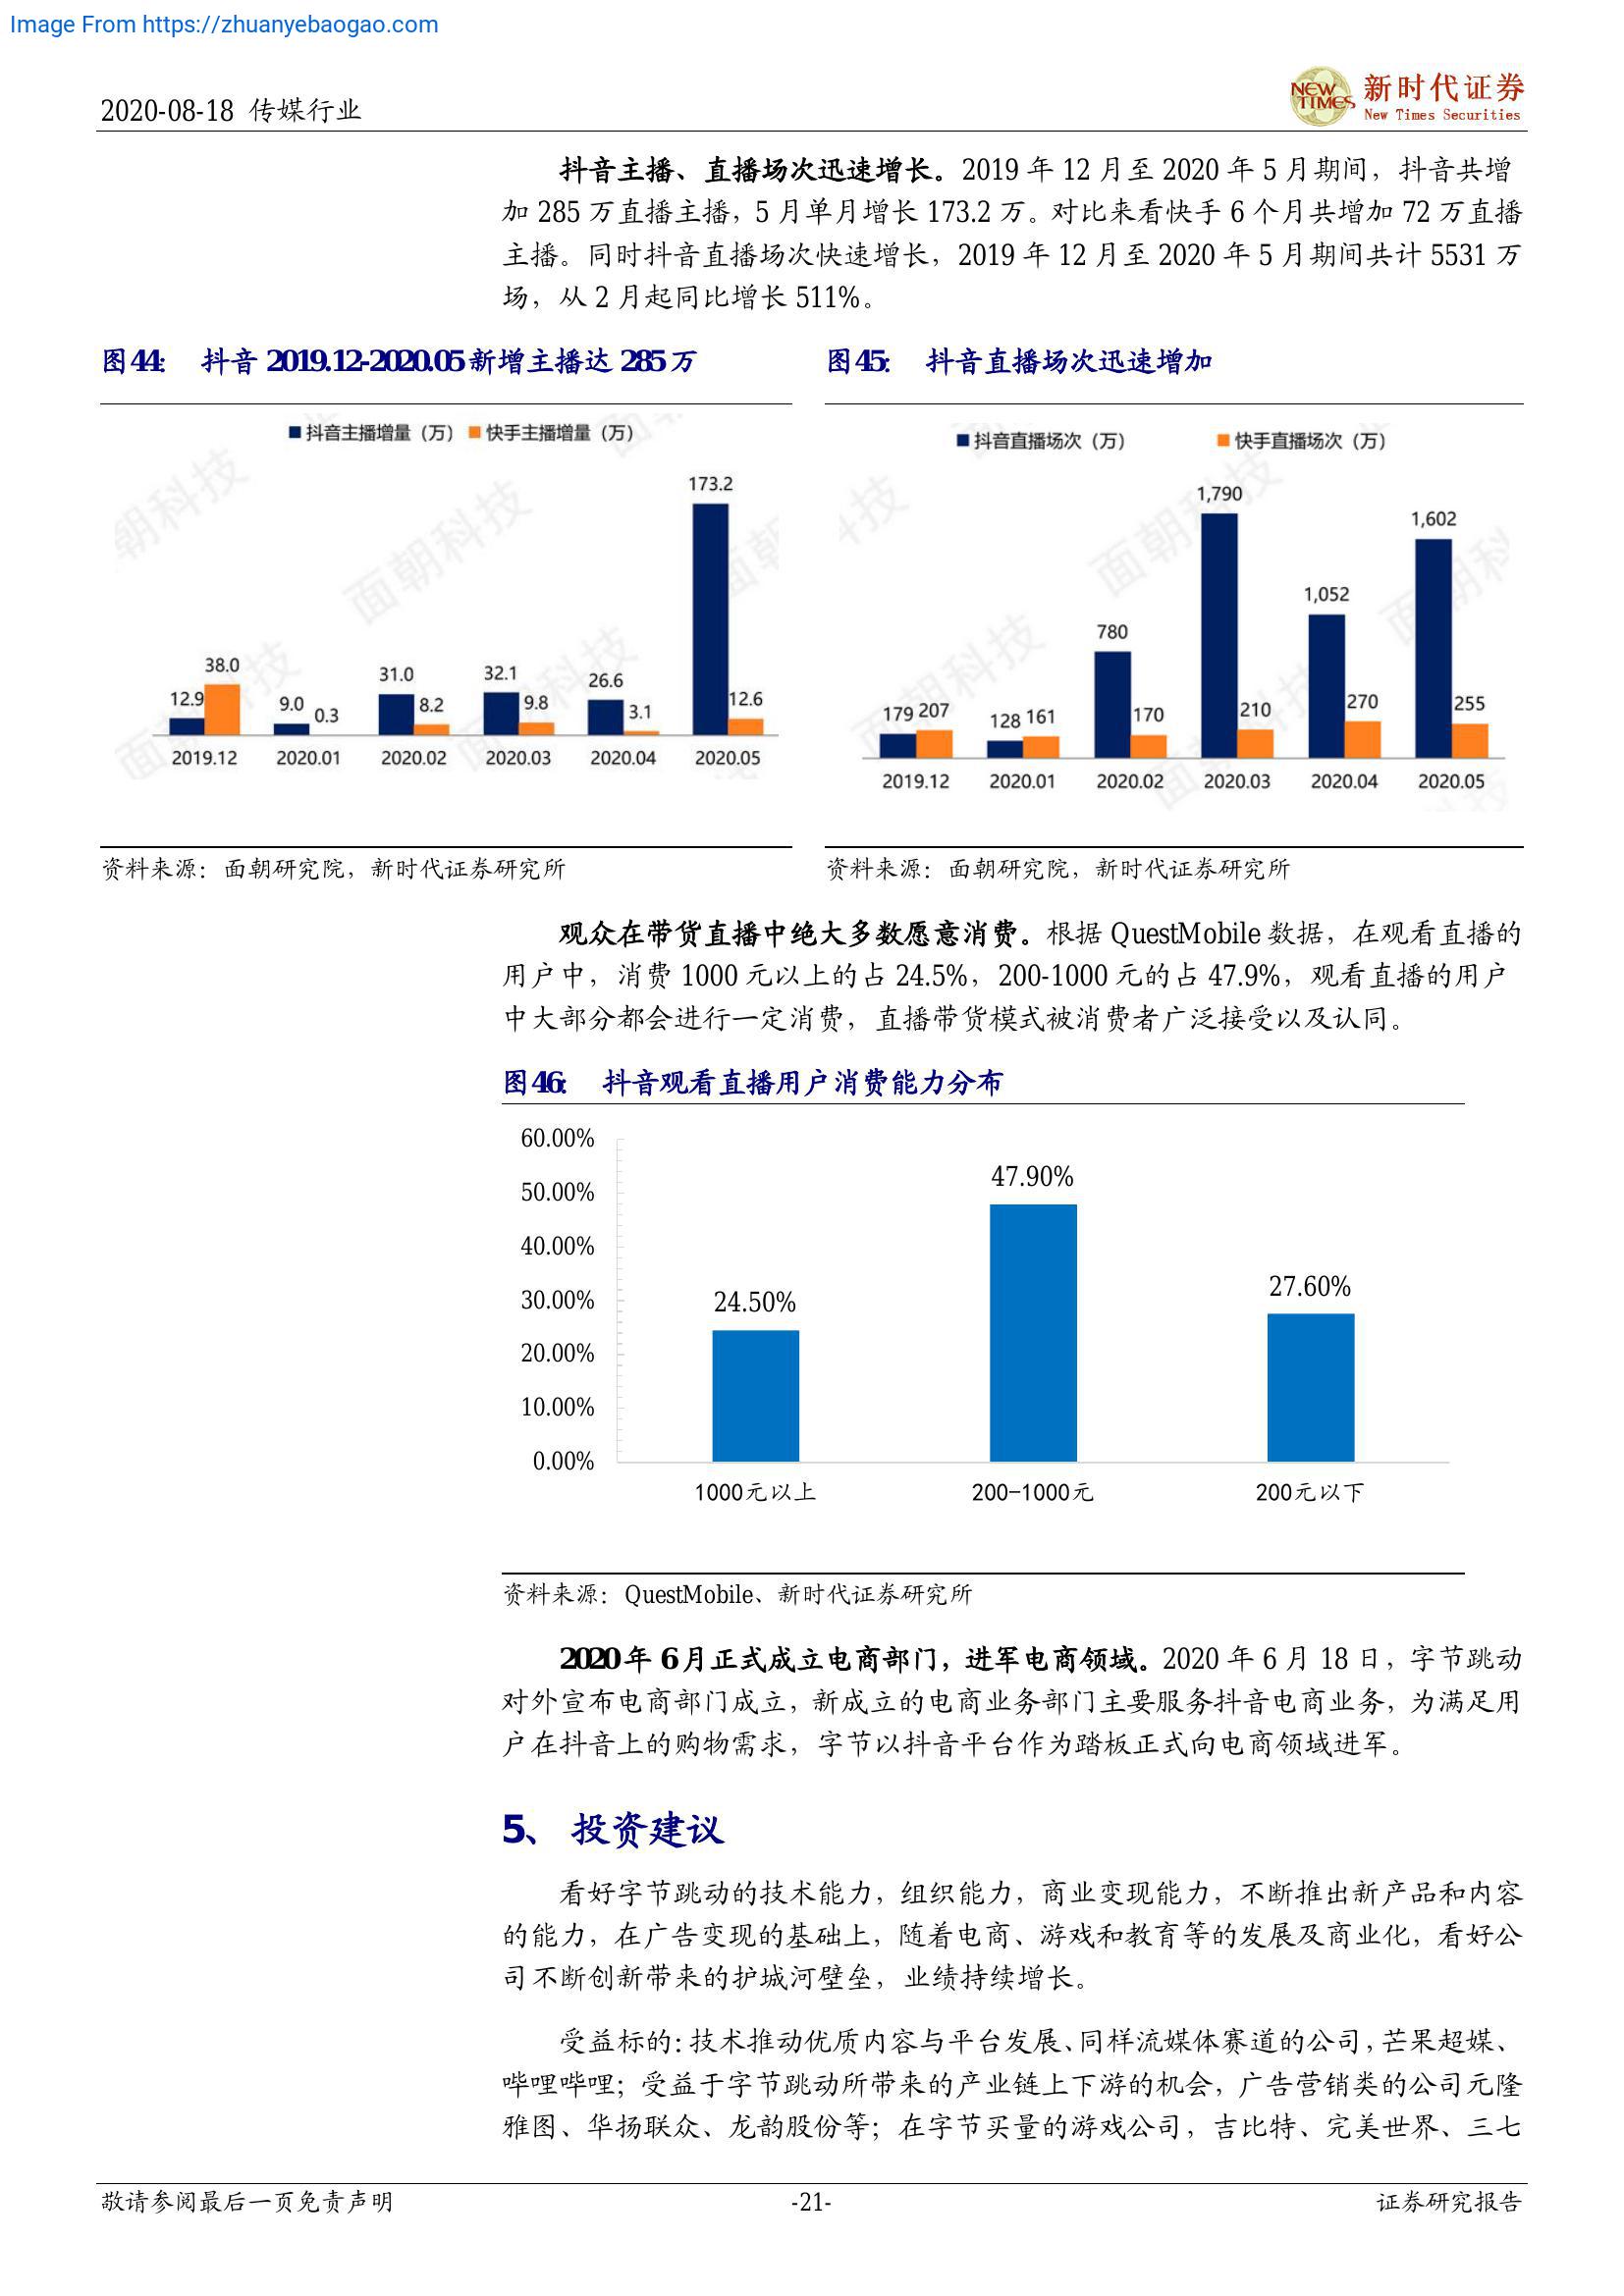 Image From https://zhuanyebaogao.com
2020-08-18 传媒行业
NEW TIMES
新时代证券
New Times Securities
抖音主播、直播场次迅速增长。2019 年 12 月至 2020 年 5 月期间，抖音共增
加 285 万直播主播，5 月单月增长 173.2 万。对比来看快手 6 个月共增加 72 万直播
主播。同时抖音直播场次快速增长，2019 年 12 月至 2020 年 5 月期间共计 5531 万
场，从 2 月起同比增长 511%。
图44： 抖音 2019.12-2020.05 新增主播达 285 万
抖音主播增量（万） 快手主播增量（万）
173.2
38.0
12.9
9.0
0.3
31.0
8.2
32.1
9.8
26.6
3.1
12.6
2019.12 2020.01 2020.02 2020.03 2020.04 2020.05
面朝科技
资料来源：面朝研究院，新时代证券研究所
图45： 抖音直播场次迅速增加
抖音直播场次（万） 快手直播场次（万）
1,790
1,602
1,052
780
179 207
128 161
170
210
270
255
2019.12 2020.01 2020.02 2020.03 2020.04 2020.05
面朝科技
资料来源：面朝研究院，新时代证券研究所
观众在带货直播中绝大多数愿意消费。根据 QuestMobile 数据，在观看直播的
用户中，消费 1000 元以上的占 24.5%，200-1000 元的占 47.9%，观看直播的用户
中大部分都会进行一定消费，直播带货模式被消费者广泛接受以及认同。
图46： 抖音观看直播用户消费能力分布
60.00%
50.00%
40.00%
30.00%
20.00%
10.00%
0.00%
24.50%
47.90%
27.60%
1000元以上 200-1000元 200元以下
资料来源：QuestMobile、新时代证券研究所
2020 年 6 月正式成立电商部门，进军电商领域。2020 年 6 月 18 日，字节跳动
对外宣布电商部门成立，新成立的电商业务部门主要服务抖音电商业务，为满足用
户在抖音上的购物需求，字节以抖音平台作为踏板正式向电商领域进军。
5、 投资建议
看好字节跳动的技术能力，组织能力，商业变现能力，不断推出新产品和内容
的能力，在广告变现的基础上，随着电商、游戏和教育等的发展及商业化，看好公
司不断创新带来的护城河壁垒，业绩持续增长。
受益标的：技术推动优质内容与平台发展、同样流媒体赛道的公司，芒果超媒、
哔哩哔哩；受益于字节跳动所带来的产业链上下游的机会，广告营销类的公司元隆
雅图、华扬联众、龙韵股份等；在字节买量的游戏公司，吉比特、完美世界、三七
敬请参阅最后一页免责声明
-21-
证券研究报告